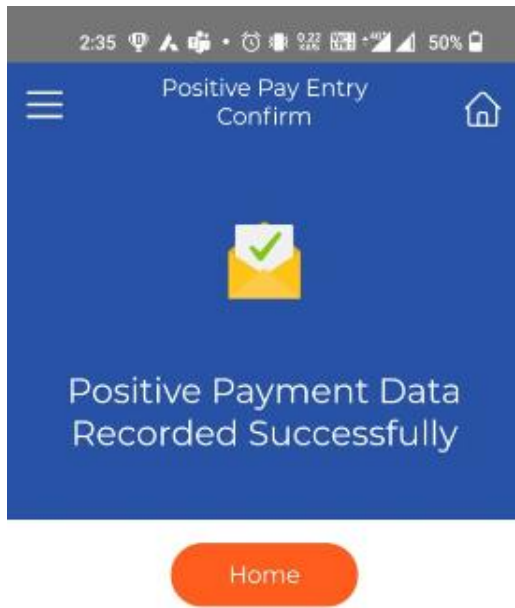 2:35 50%
Positive Pay Entry
Confirm
Positive Payment Data
Recorded Successfully
Home